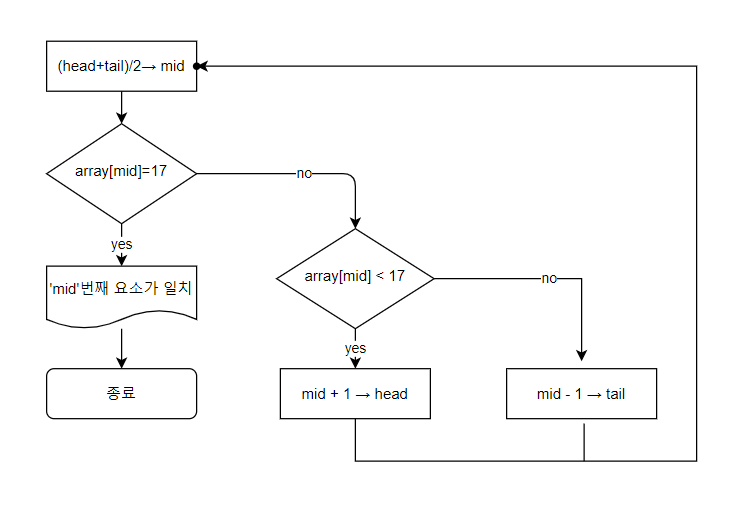 (head+tail)/2→ mid
array[mid]=17
no
yes
'mid'번째 요소가 일치
종료
array[mid] < 17
no
yes
mid + 1 → head
mid - 1 → tail